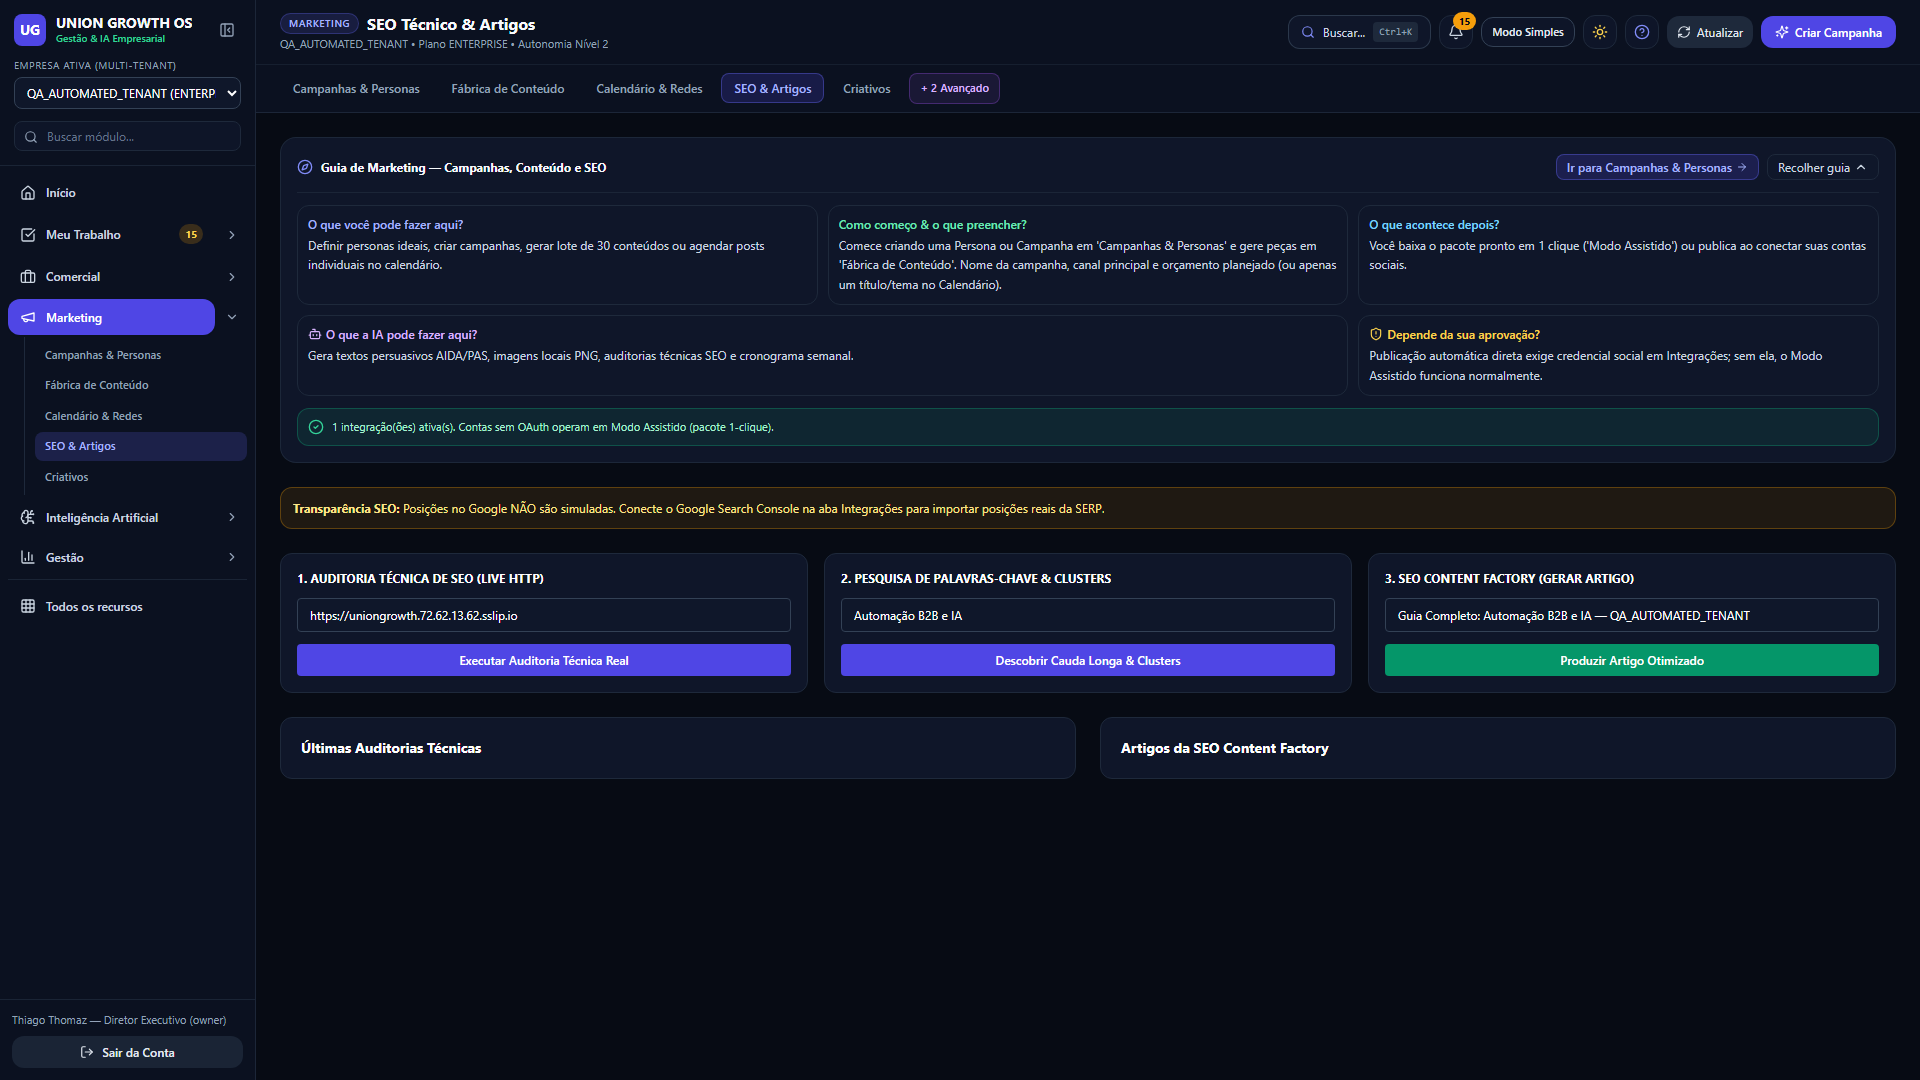 UG
UNION GROWTH OS
Gestão & IA Empresarial
EMPRESA ATIVA (MULTI-TENANT)
QA_AUTOMATED_TENANT (ENTERP
Buscar módulo...
Início
Meu Trabalho 15
Comercial
Marketing
Campanhas & Personas
Fábrica de Conteúdo
Calendário & Redes
SEO & Artigos
Criativos
Inteligência Artificial
Gestão
Todos os recursos
Thiago Thomaz — Diretor Executivo (owner)
Sair da Conta
MARKETING SEO Técnico & Artigos
QA_AUTOMATED_TENANT • Plano ENTERPRISE • Autonomia Nível 2
Buscar... Ctrl+K
15
Modo Simples
Atualizar
Criar Campanha
Campanhas & Personas
Fábrica de Conteúdo
Calendário & Redes
SEO & Artigos
Criativos
+ 2 Avançado
Guia de Marketing — Campanhas, Conteúdo e SEO
Ir para Campanhas & Personas →
Recolher guia
O que você pode fazer aqui?
Definir personas ideais, criar campanhas, gerar lote de 30 conteúdos ou agendar posts
individuais no calendário.
Como começo & o que preencher?
Comece criando uma Persona ou Campanha em 'Campanhas & Personas' e gere peças em
'Fábrica de Conteúdo'. Nome da campanha, canal principal e orçamento planejado (ou apenas
um título/tema no Calendário).
O que acontece depois?
Você baixa o pacote pronto em 1 clique ('Modo Assistido') ou publica ao conectar suas contas
sociais.
O que a IA pode fazer aqui?
Gera textos persuasivos AIDA/PAS, imagens locais PNG, auditorias técnicas SEO e cronograma semanal.
Depende da sua aprovação?
Publicação automática direta exige credencial social em Integrações; sem ela, o Modo
Assistido funciona normalmente.
1 integração(ões) ativa(s). Contas sem OAuth operam em Modo Assistido (pacote 1-clique).
Transparência SEO: Posições no Google NÃO são simuladas. Conecte o Google Search Console na aba Integrações para importar posições reais da SERP.
1. AUDITORIA TÉCNICA DE SEO (LIVE HTTP)
https://uniongrowth.72.62.13.62.sslip.io
Executar Auditoria Técnica Real
2. PESQUISA DE PALAVRAS-CHAVE & CLUSTERS
Automação B2B e IA
Descobrir Cauda Longa & Clusters
3. SEO CONTENT FACTORY (GERAR ARTIGO)
Guia Completo: Automação B2B e IA — QA_AUTOMATED_TENANT
Produzir Artigo Otimizado
Últimas Auditorias Técnicas
Artigos da SEO Content Factory